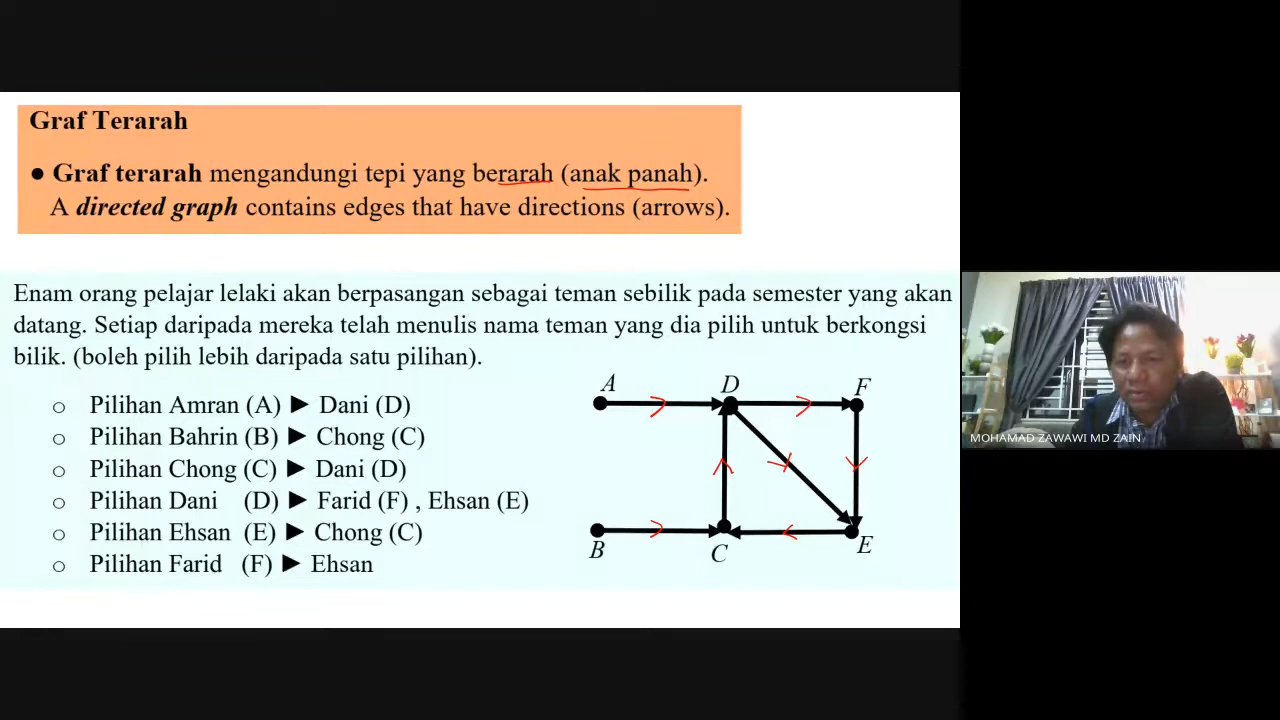 Graf Terarah
● Graf terarah mengandungi tepi yang berarah (anak panah).
A directed graph contains edges that have directions (arrows).
Enam orang pelajar lelaki akan berpasangan sebagai teman sebilik pada semester yang akan
datang. Setiap daripada mereka telah menulis nama teman yang dia pilih untuk berkongsi
bilik. (boleh pilih lebih daripada satu pilihan).
○ Pilihan Amran (A) ► Dani (D)
○ Pilihan Bahrin (B) ► Chong (C)
○ Pilihan Chong (C) ► Dani (D)
○ Pilihan Dani (D) ► Farid (F) , Ehsan (E)
○ Pilihan Ehsan (E) ► Chong (C)
○ Pilihan Farid (F) ► Ehsan
A D F
B C E
MOHAMAD ZAWAWI MD ZAIN